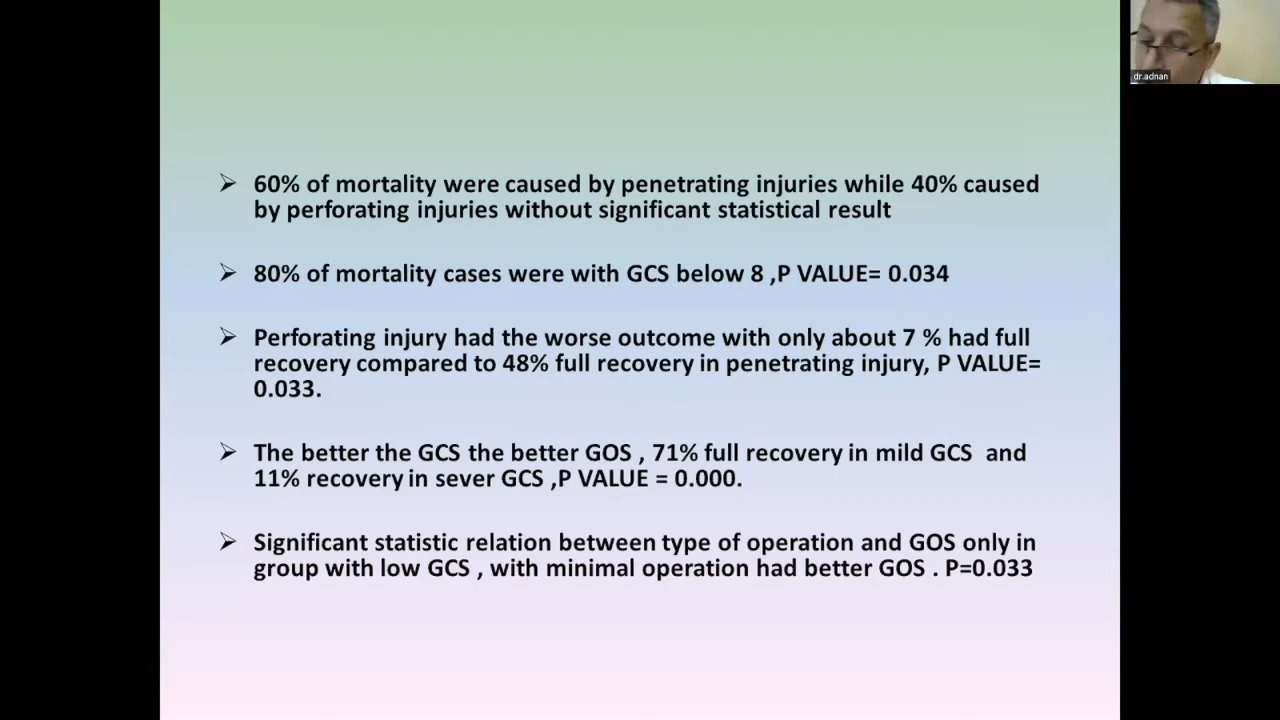 dr.adnan
➢ 60% of mortality were caused by penetrating injuries while 40% caused
by perforating injuries without significant statistical result
➢ 80% of mortality cases were with GCS below 8 ,P VALUE= 0.034
➢ Perforating injury had the worse outcome with only about 7 % had full
recovery compared to 48% full recovery in penetrating injury, P VALUE=
0.033.
➢ The better the GCS the better GOS , 71% full recovery in mild GCS and
11% recovery in sever GCS ,P VALUE = 0.000.
➢ Significant statistic relation between type of operation and GOS only in
group with low GCS , with minimal operation had better GOS . P=0.033